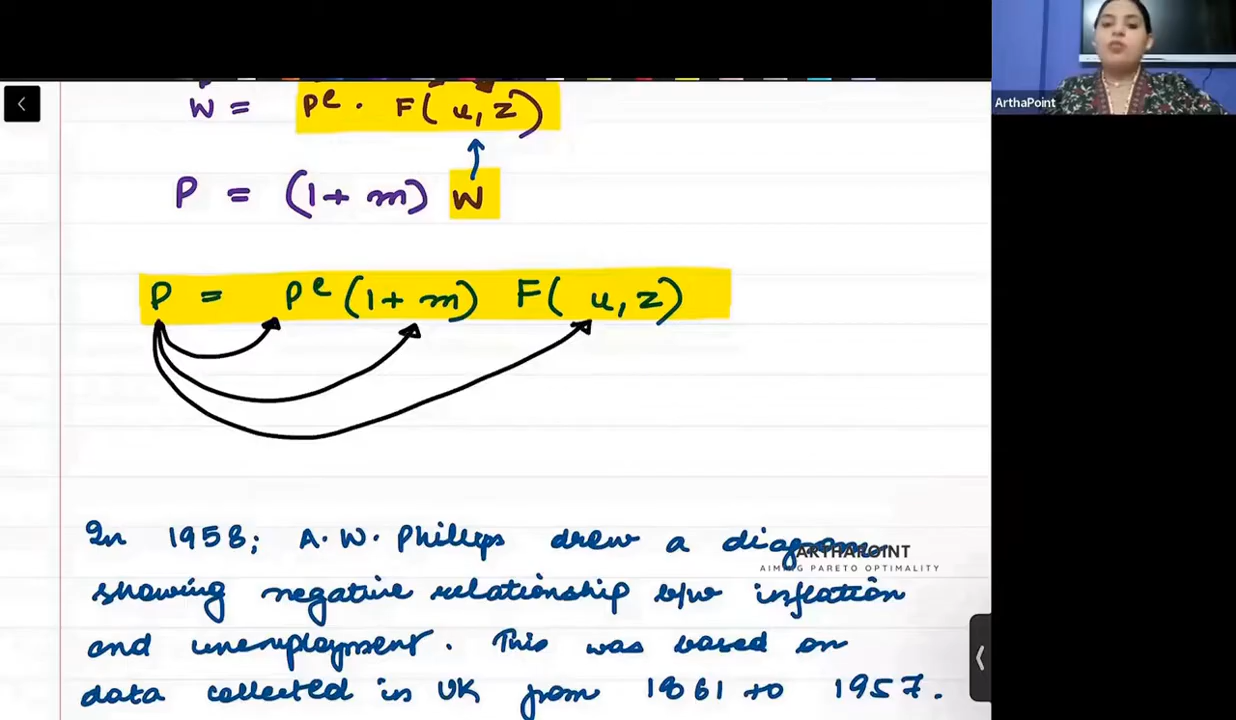 W = Pe . F(u, z)
P = (1 + m) W
P = Pe (1 + m) F(u, z)
In 1958; A.W. Phillips drew a diagram
ARTHAPOINT
AIMING PARETO OPTIMALITY
showing negative relationship b/w inflation
and unemployment. This was based on
data collected in UK from 1861 to 1957.
ArthaPoint